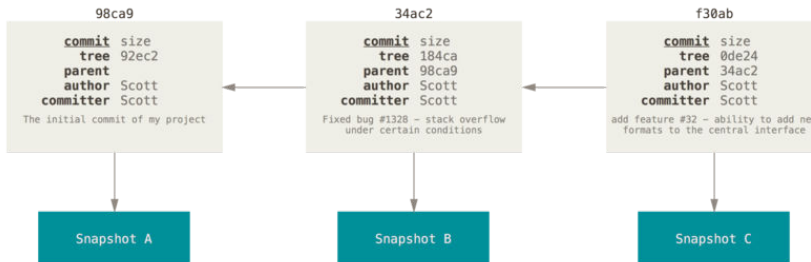 98ca9
commit size
tree 92ec2
parent
author Scott
committer Scott
The initial commit of my project
34ac2
commit size
tree 184ca
parent 98ca9
author Scott
committer Scott
Fixed bug #1328 – stack overflow
under certain conditions
f30ab
commit size
tree 0de24
parent 34ac2
author Scott
committer Scott
add feature #32 – ability to add ne
formats to the central interface
Snapshot A
Snapshot B
Snapshot C